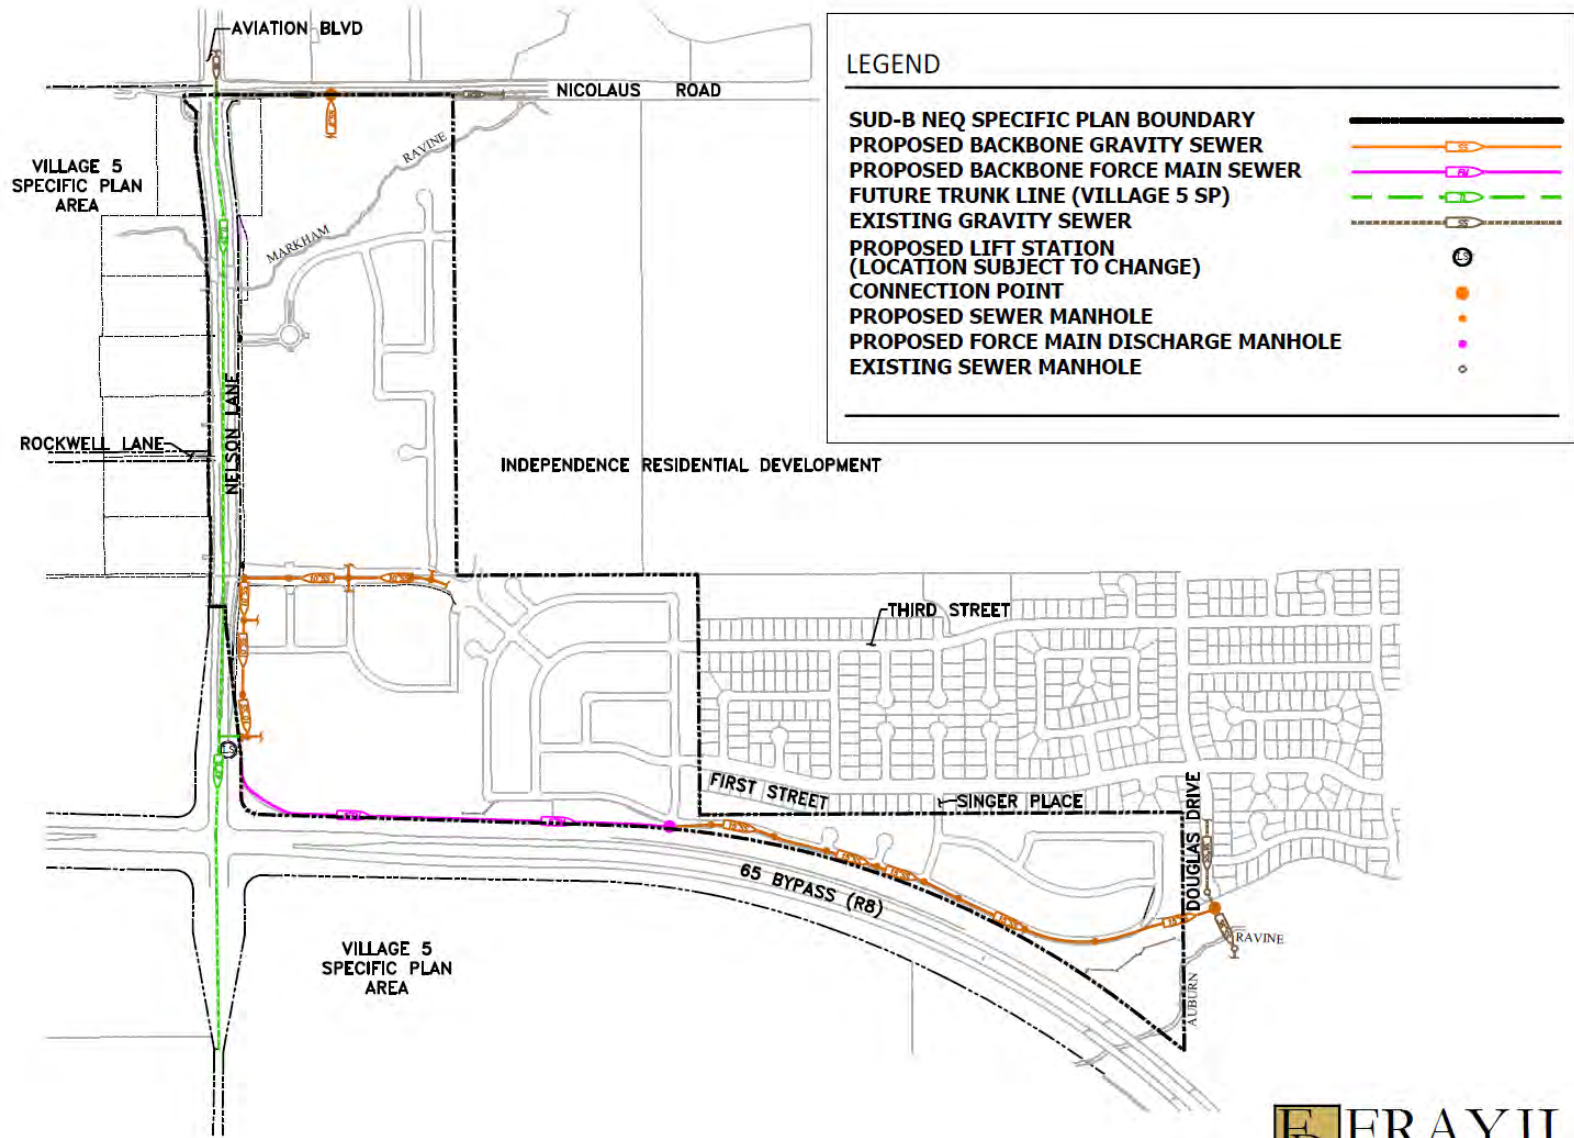 AVIATION BLVD
NICOLAUS ROAD
RAVINE
MARKHAM
VILLAGE 5
SPECIFIC PLAN
AREA
NELSON LANE
ROCKWELL LANE
INDEPENDENCE RESIDENTIAL DEVELOPMENT
LEGEND
SUD-B NEQ SPECIFIC PLAN BOUNDARY
PROPOSED BACKBONE GRAVITY SEWER
SS
PROPOSED BACKBONE FORCE MAIN SEWER
FM
FUTURE TRUNK LINE (VILLAGE 5 SP)
TL
EXISTING GRAVITY SEWER
SS
PROPOSED LIFT STATION
(LOCATION SUBJECT TO CHANGE)
LS
CONNECTION POINT
PROPOSED SEWER MANHOLE
PROPOSED FORCE MAIN DISCHARGE MANHOLE
EXISTING SEWER MANHOLE
THIRD STREET
FIRST STREET
SINGER PLACE
DOUGLAS DRIVE
LS
65 BYPASS (R8)
RAVINE
AUBURN
VILLAGE 5
SPECIFIC PLAN
AREA